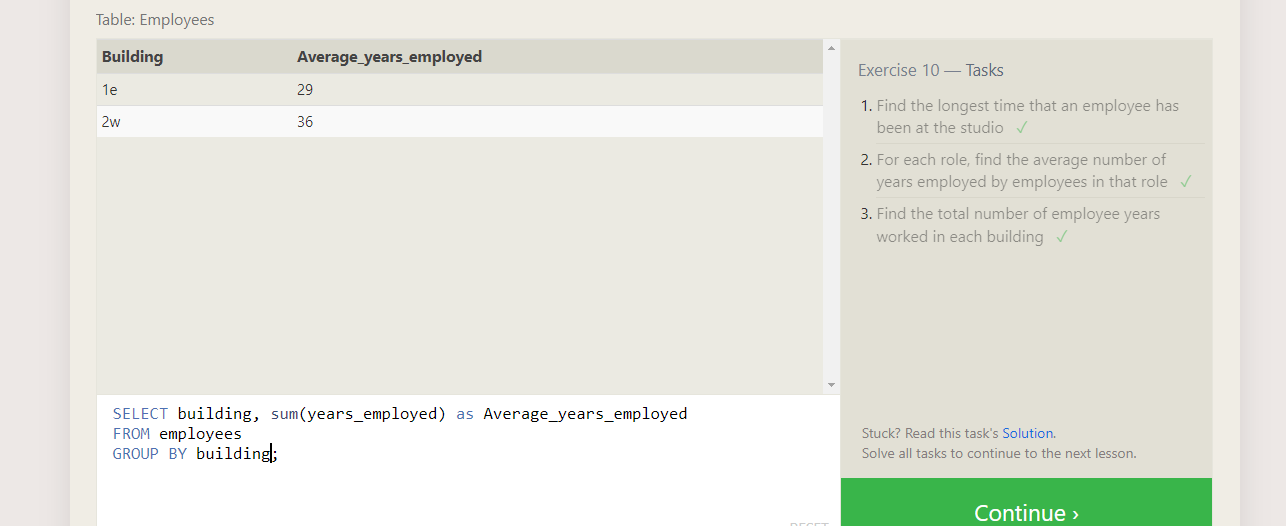 Table: Employees
Building Average_years_employed
1e 29
2w 36
SELECT building, sum(years_employed) as Average_years_employed
FROM employees
GROUP BY building;
RESET
Exercise 10 — Tasks
1. Find the longest time that an employee has
been at the studio ✓
2. For each role, find the average number of
years employed by employees in that role ✓
3. Find the total number of employee years
worked in each building ✓
Stuck? Read this task's Solution.
Solve all tasks to continue to the next lesson.
Continue ›